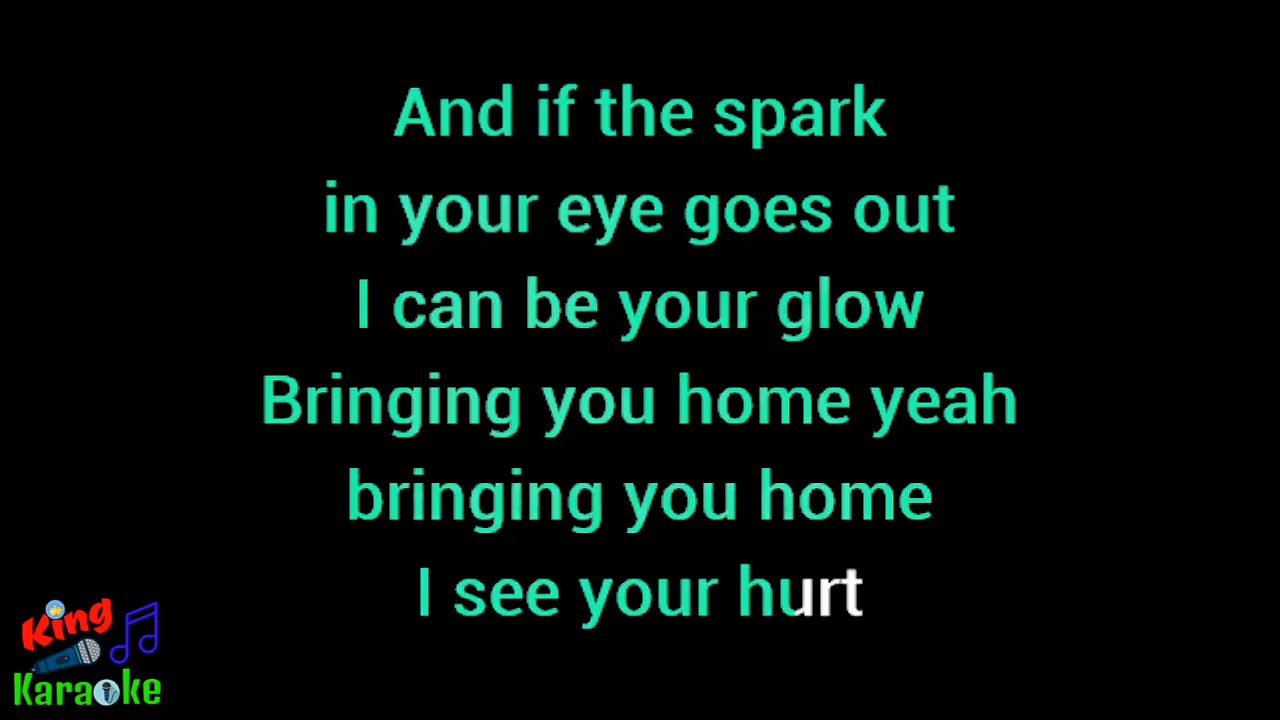 And if the spark
in your eye goes out
I can be your glow
Bringing you home yeah
bringing you home
I see your hurt
King
Karaoke